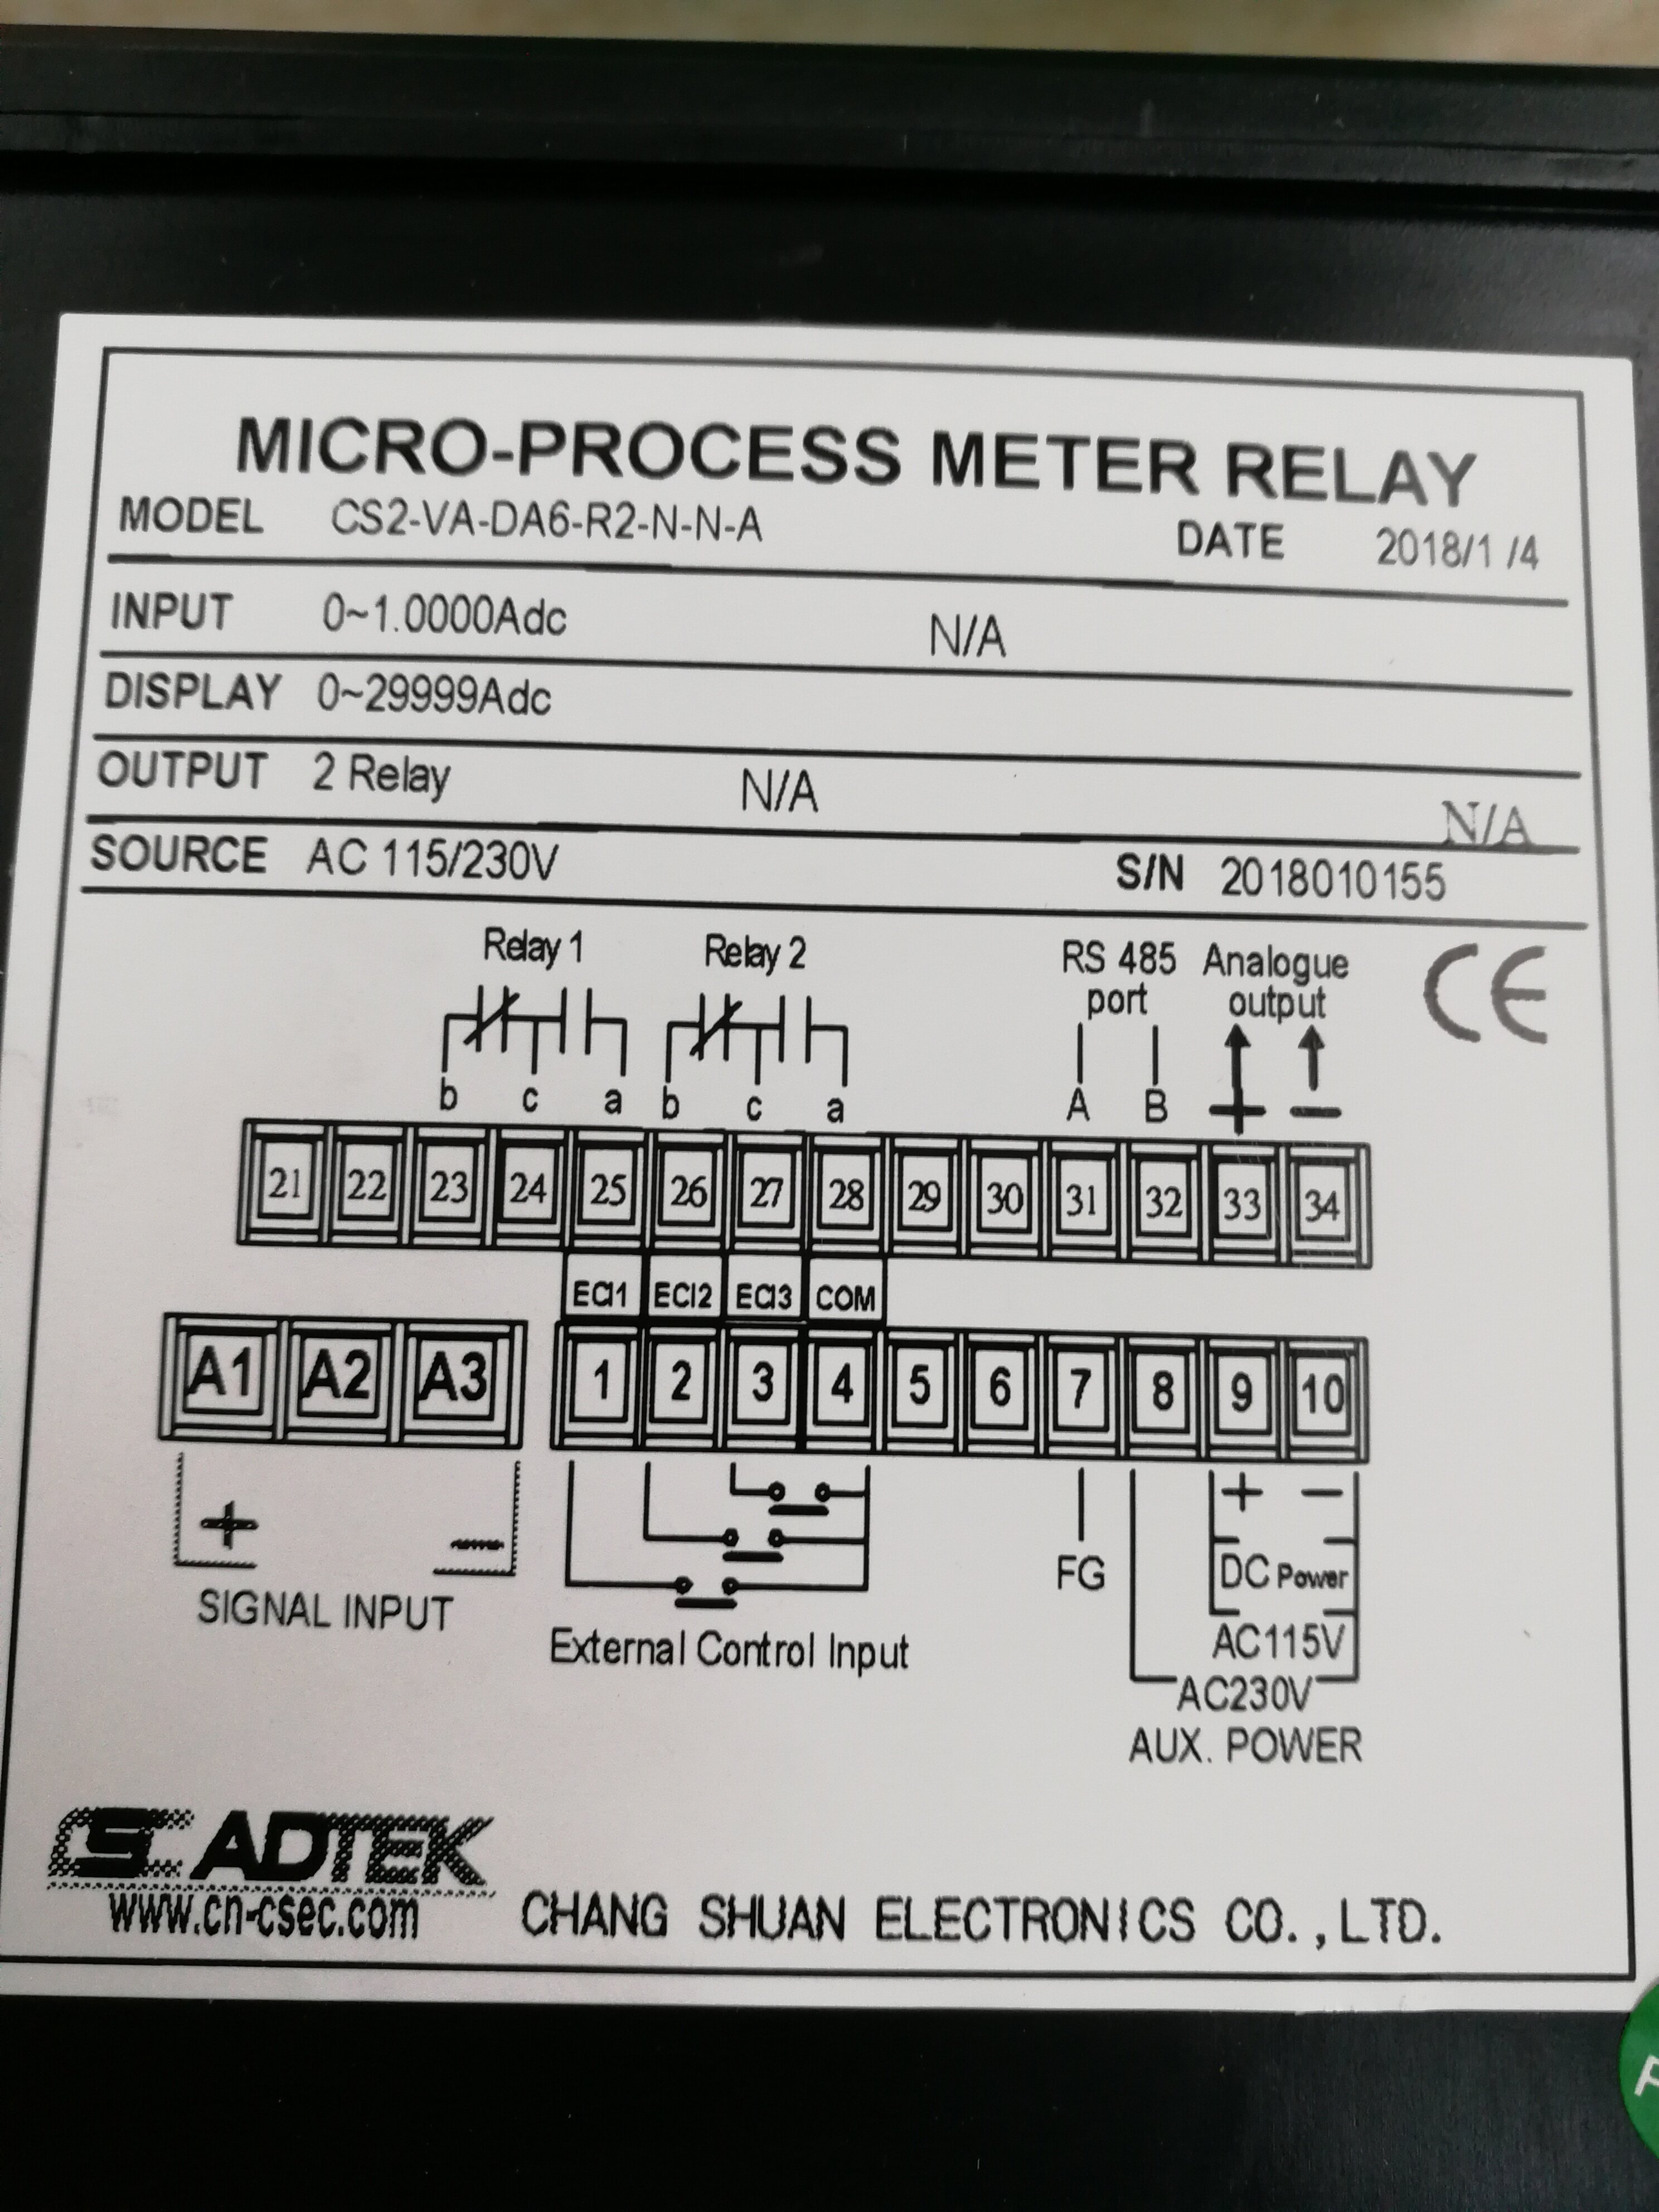 MICRO-PROCESS METER RELAY
MODEL CS2-VA-DA6-R2-N-N-A DATE 2018/1 /4
INPUT 0~1.0000Adc N/A
DISPLAY 0~29999Adc
OUTPUT 2 Relay N/A N/A
SOURCE AC 115/230V S/N 2018010155
Relay 1 Relay 2 RS 485 Analogue CE
port output
b c a b c a A B + −
21 22 23 24 25 26 27 28 29 30 31 32 33 34
ECI1 ECI2 ECI3 COM
A1 A2 A3 1 2 3 4 5 6 7 8 9 10
+ − + −
SIGNAL INPUT FG DC Power
External Control Input AC115V
AC230V
AUX. POWER
CSEC ADTEK
www.cn-csec.com CHANG SHUAN ELECTRONICS CO.,LTD.